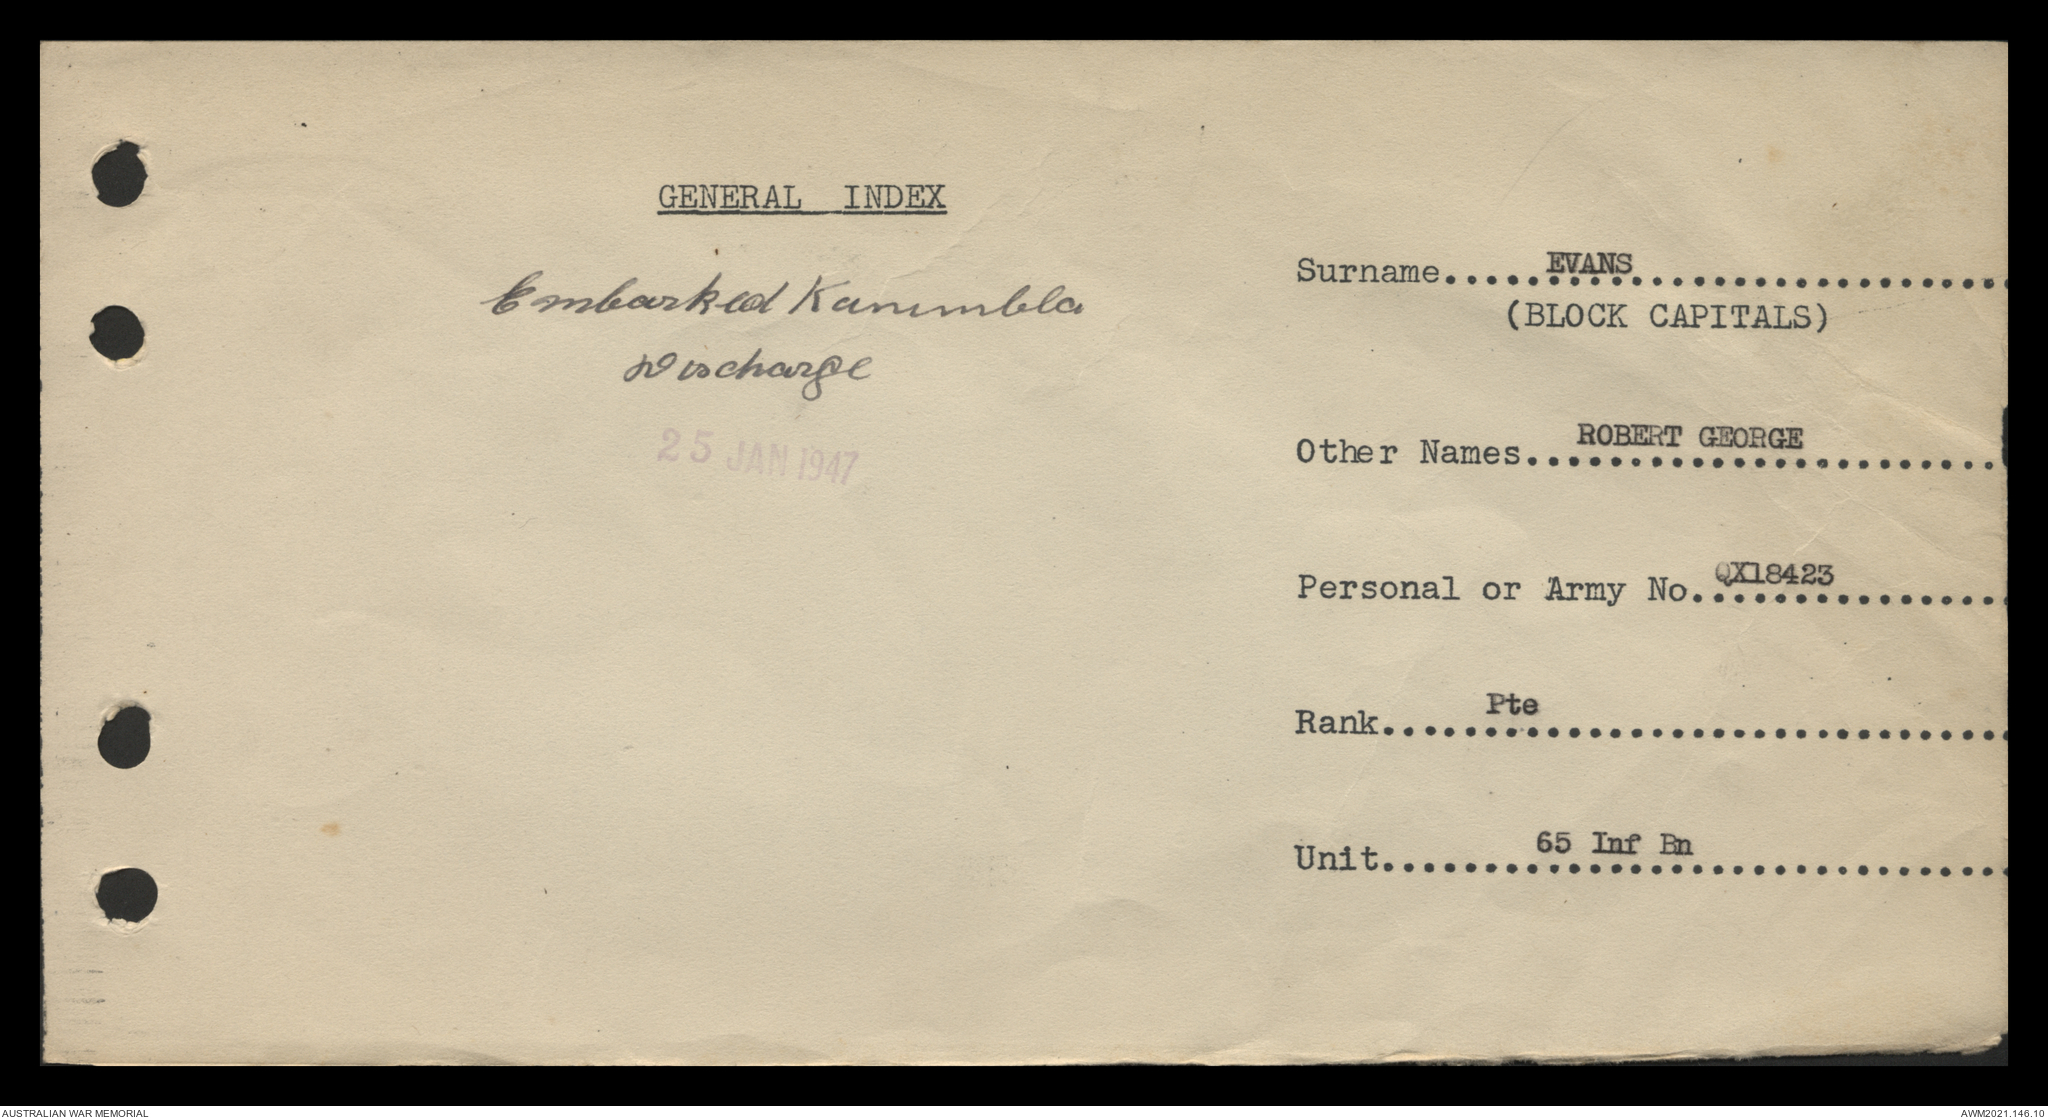 GENERAL INDEX
Embarked Kanimbla
Discharge
25 JAN 1947
Surname.....EVANS
(BLOCK CAPITALS)
Other Names...ROBERT GEORGE
Personal or Army No.QX18423
Rank.....Pte
Unit.......65 Inf Bn
AUSTRALIAN WAR MEMORIAL
AWM2021.146.10